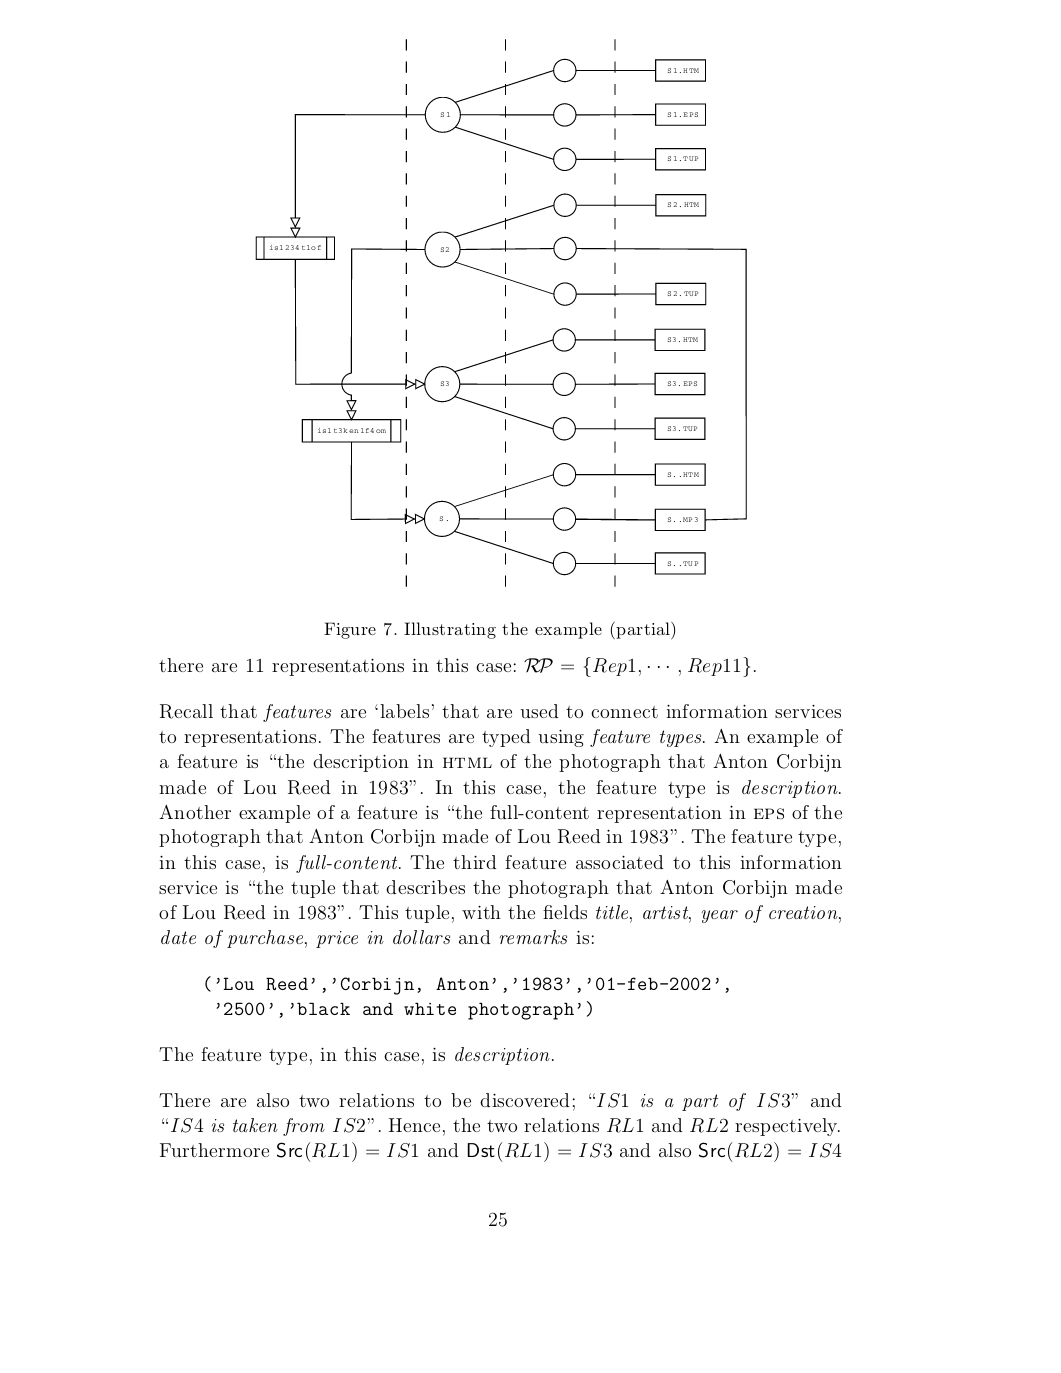 S1.HTM
S1
S1.EPS
S1.TUP
S2.HTM
is1234t1of
S2
S2.TUP
S3.HTM
S3
S3.EPS
S3.TUP
is1t3ken1f4om
S..HTM
S.
S..MP3
S..TUP
Figure 7. Illustrating the example (partial)
there are 11 representations in this case: RP = {Rep1, · · · , Rep11}.
Recall that features are ‘labels’ that are used to connect information services
to representations. The features are typed using feature types. An example of
a feature is “the description in HTML of the photograph that Anton Corbijn
made of Lou Reed in 1983”. In this case, the feature type is description.
Another example of a feature is “the full-content representation in EPS of the
photograph that Anton Corbijn made of Lou Reed in 1983”. The feature type,
in this case, is full-content. The third feature associated to this information
service is “the tuple that describes the photograph that Anton Corbijn made
of Lou Reed in 1983”. This tuple, with the fields title, artist, year of creation,
date of purchase, price in dollars and remarks is:
('Lou Reed','Corbijn, Anton','1983','01-feb-2002',
'2500','black and white photograph')
The feature type, in this case, is description.
There are also two relations to be discovered; “IS1 is a part of IS3” and
“IS4 is taken from IS2”. Hence, the two relations RL1 and RL2 respectively.
Furthermore Src(RL1) = IS1 and Dst(RL1) = IS3 and also Src(RL2) = IS4
25